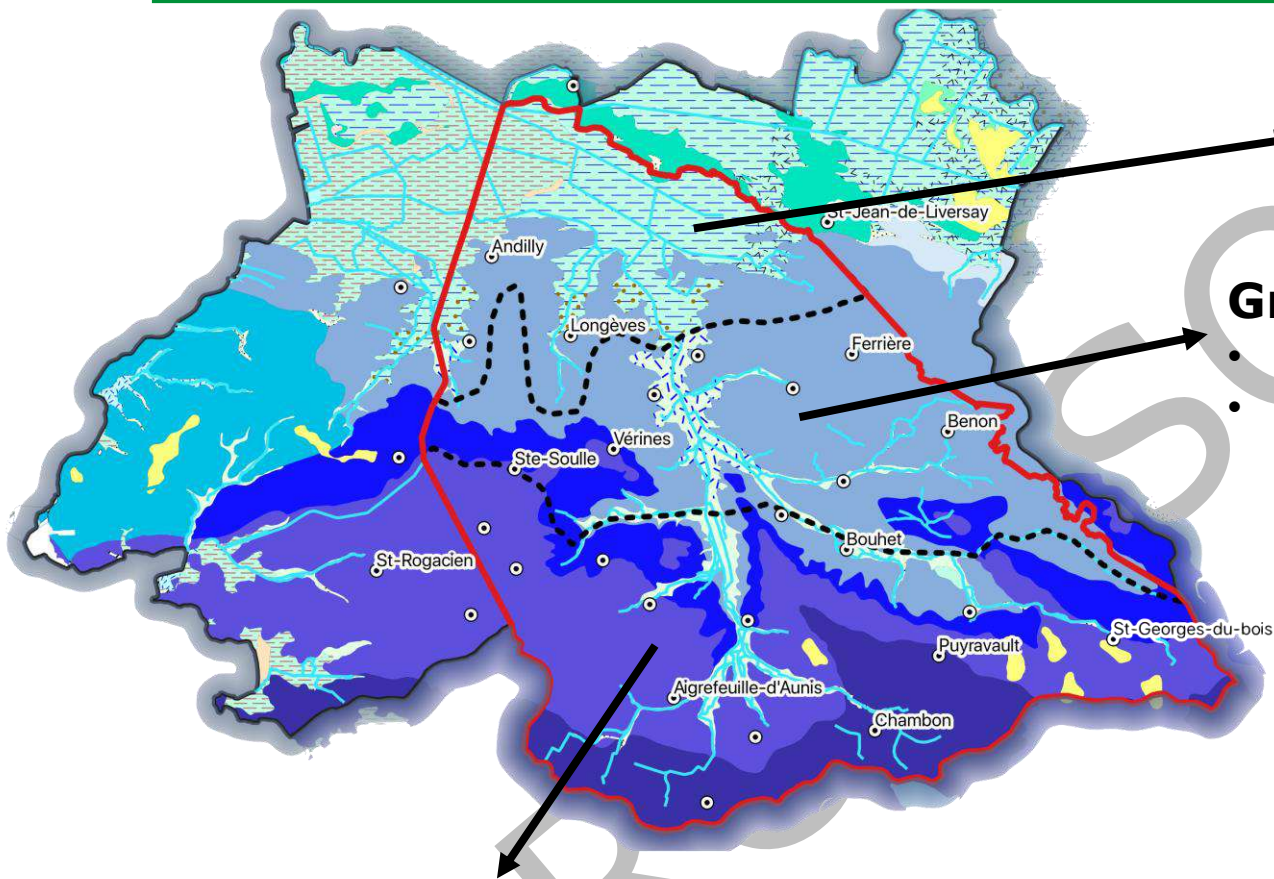 St-Jean-de-Liversay
Andilly
Gr
Longèves
Ferrière
•
•
Benon
Vérines
Ste-Soulle
Bouhet
St-Rogacien
St-Georges-du-bois
Puyravault
Aigrefeuille-d'Aunis
Chambon